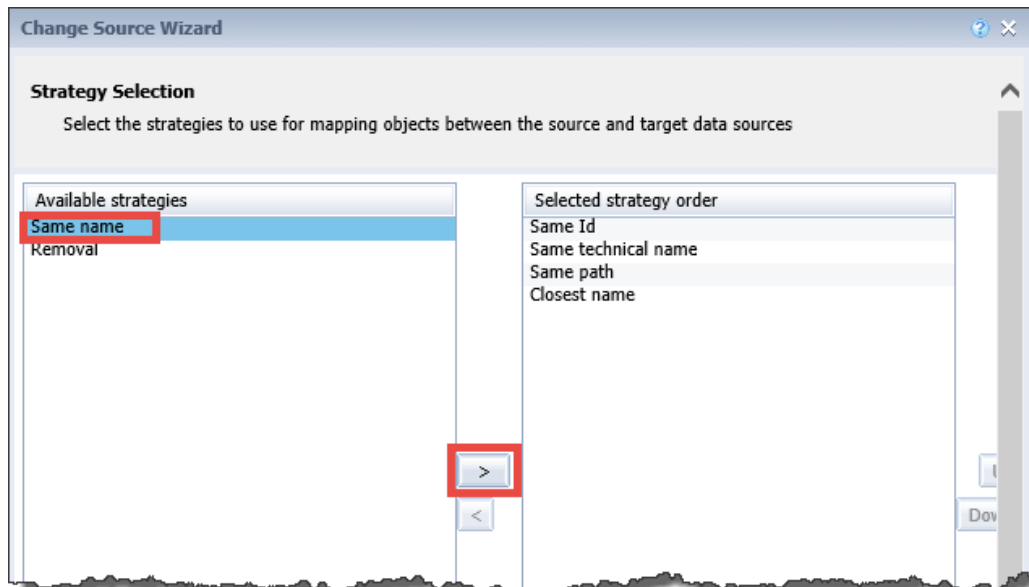 Change Source Wizard
Strategy Selection
Select the strategies to use for mapping objects between the source and target data sources
Available strategies
Same name
Removal
Selected strategy order
Same Id
Same technical name
Same path
Closest name
>
<